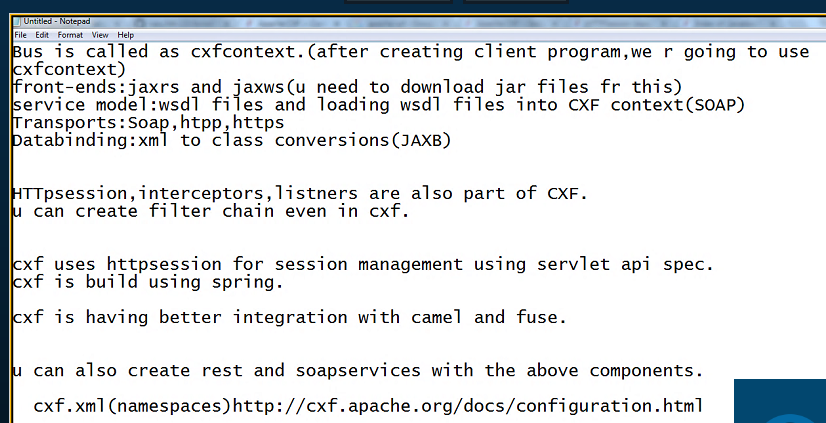 Untitled - Notepad
File Edit Format View Help
Bus is called as cxfcontext.(after creating client program,we r going to use
cxfcontext)
front-ends:jaxrs and jaxws(u need to download jar files fr this)
service model:wsdl files and loading wsdl files into CXF context(SOAP)
Transports:Soap,htpp,https
Databinding:xml to class conversions(JAXB)
HTTpsession,interceptors,listners are also part of CXF.
u can create filter chain even in cxf.
cxf uses httpsession for session management using servlet api spec.
cxf is build using spring.
cxf is having better integration with camel and fuse.
u can also create rest and soapservices with the above components.
cxf.xml(namespaces)http://cxf.apache.org/docs/configuration.html